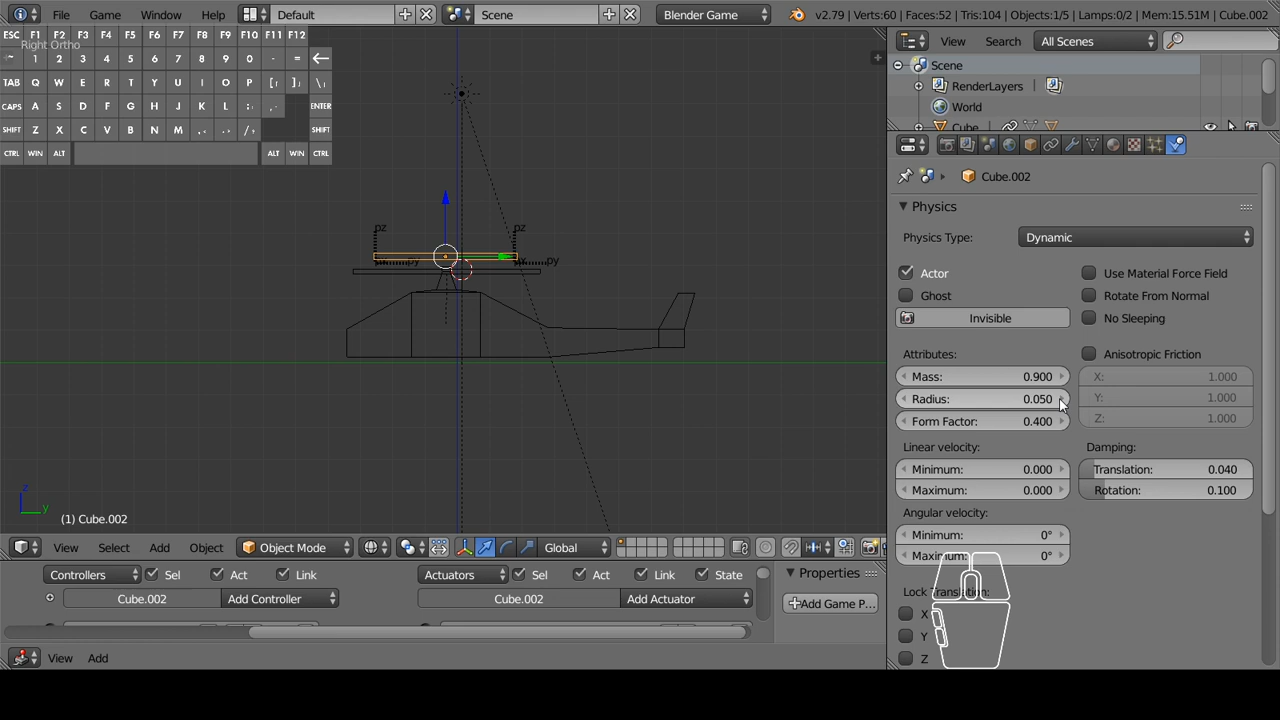 File Game Window Help Default Scene Blender Game v2.79 | Verts:60 | Faces:52 | Tris:104 | Objects:1/5 | Lamps:0/2 | Mem:15.51M | Cube.002
ESC F1 F2 F3 F4 F5 F6 F7 F8 F9 F10 F11 F12
Right Ortho
~ 1 2 3 4 5 6 7 8 9 0 - =
TAB Q W E R T Y U I O P [ ] \
CAPS A S D F G H J K L ; ENTER
SHIFT Z X C V B N M , . / SHIFT
CTRL WIN ALT ALT WIN CTRL
pz pz
py py
z
y
(1) Cube.002
View Select Add Object Object Mode Global
Controllers Sel Act Link Actuators Sel Act Link State
Cube.002 Add Controller Cube.002 Add Actuator
Properties
Add Game P...
View Add
View Search All Scenes
Scene
RenderLayers
World
Cube
Cube.002
Physics
Physics Type: Dynamic
Actor Use Material Force Field
Ghost Rotate From Normal
Invisible No Sleeping
Attributes: Anisotropic Friction
Mass: 0.900 X: 1.000
Radius: 0.050 Y: 1.000
Form Factor: 0.400 Z: 1.000
Linear velocity: Damping:
Minimum: 0.000 Translation: 0.040
Maximum: 0.000 Rotation: 0.100
Angular velocity:
Minimum: 0°
Maximum: 0°
Lock Translation:
X
Y
Z